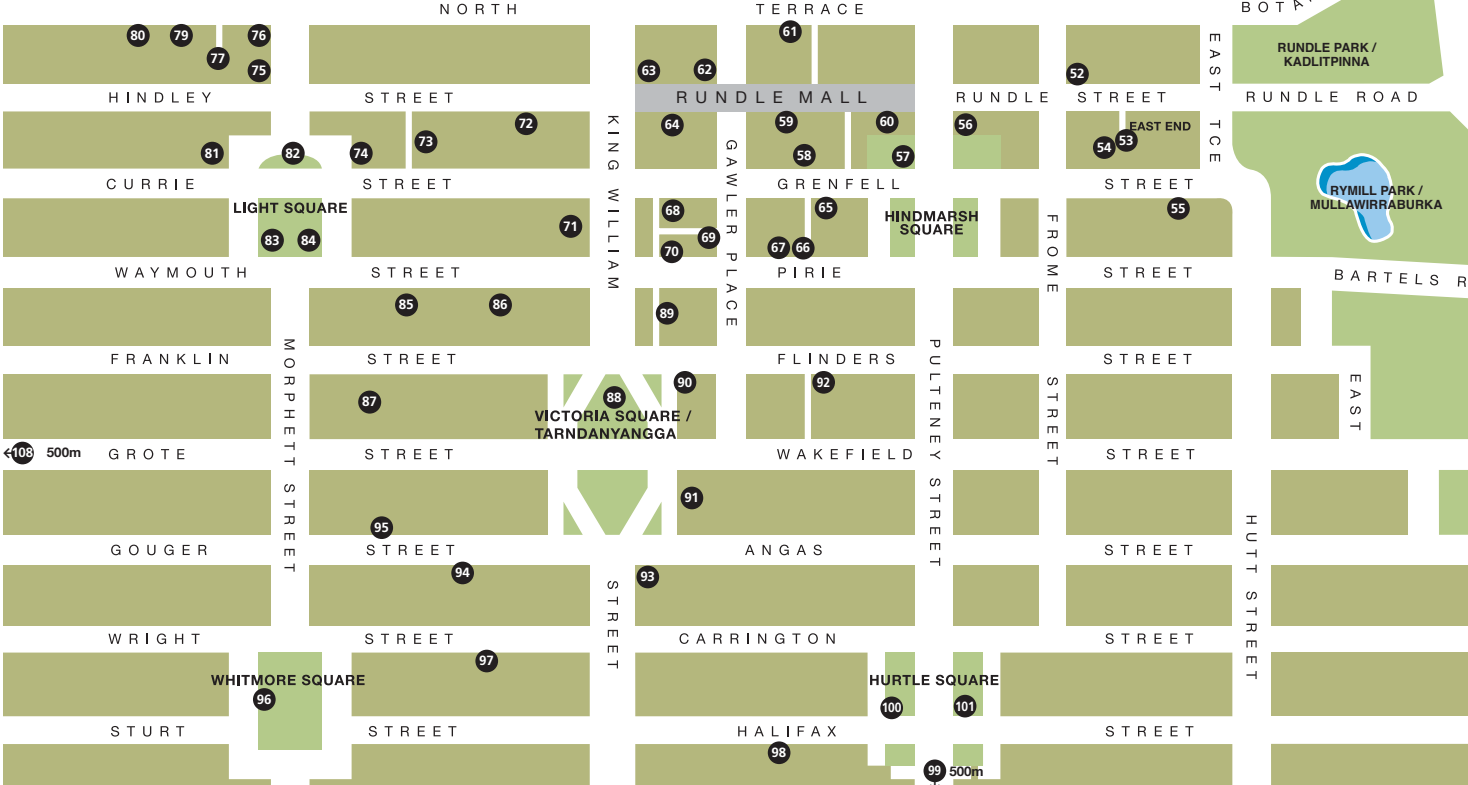 NORTH TERRACE
BOTA
80 79 77 76 61
RUNDLE PARK /
KADLITPINNA
75 63 62 52
EAST TCE
HINDLEY STREET RUNDLE MALL RUNDLE STREET RUNDLE ROAD
72 64 59 60 56 EAST END
81 82 74 73 58 57 54 53
KING WILLIAM STREET
GAWLER PLACE
CURRIE STREET GRENFELL STREET
RYMILL PARK /
MULLAWIRRABURKA
LIGHT SQUARE
HINDMARSH
SQUARE
83 84 71 68 69 70 65 67 66 55
FROME STREET
WAYMOUTH STREET PIRIE STREET BARTELS R
85 86 89
MORPHETT STREET
PULTENEY STREET
FRANKLIN STREET FLINDERS STREET
EAST
87 88 90 92
VICTORIA SQUARE /
TARNDANYANGGA
←108 500m GROTE STREET WAKEFIELD STREET
95 91
HUTT STREET
GOUGER STREET ANGAS STREET
94 93
WRIGHT STREET CARRINGTON STREET
97
WHITMORE SQUARE HURTLE SQUARE
96 100 101
STURT STREET HALIFAX STREET
98
99 500m